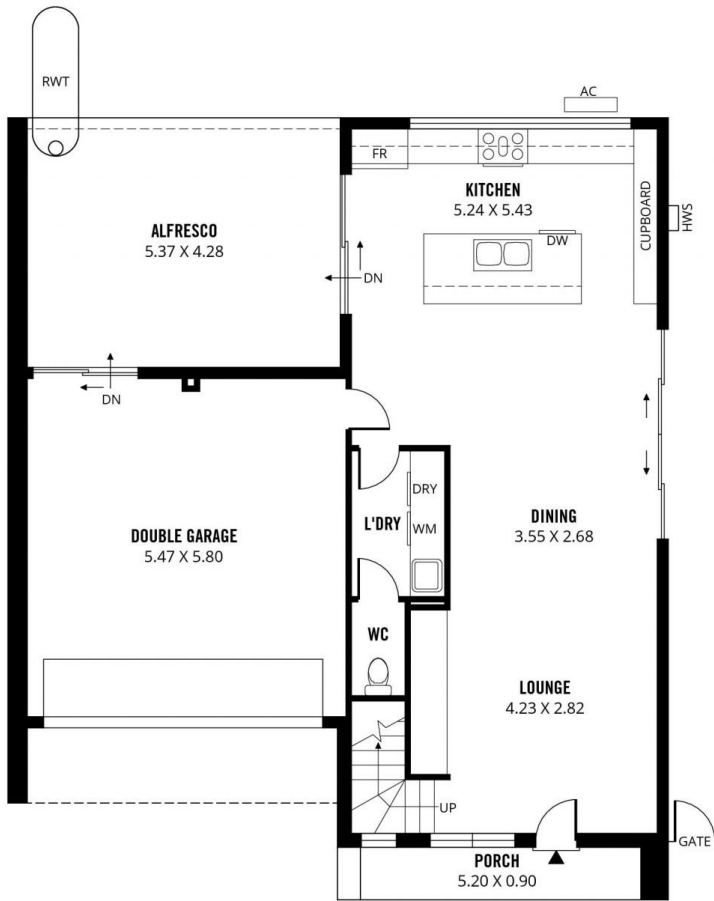 RWT
AC
FR
KITCHEN
5.24 X 5.43
CUPBOARD
HWS
ALFRESCO
5.37 X 4.28
DW
DN
DN
DRY
L'DRY
WM
DOUBLE GARAGE
5.47 X 5.80
DINING
3.55 X 2.68
WC
LOUNGE
4.23 X 2.82
UP
GATE
PORCH
5.20 X 0.90